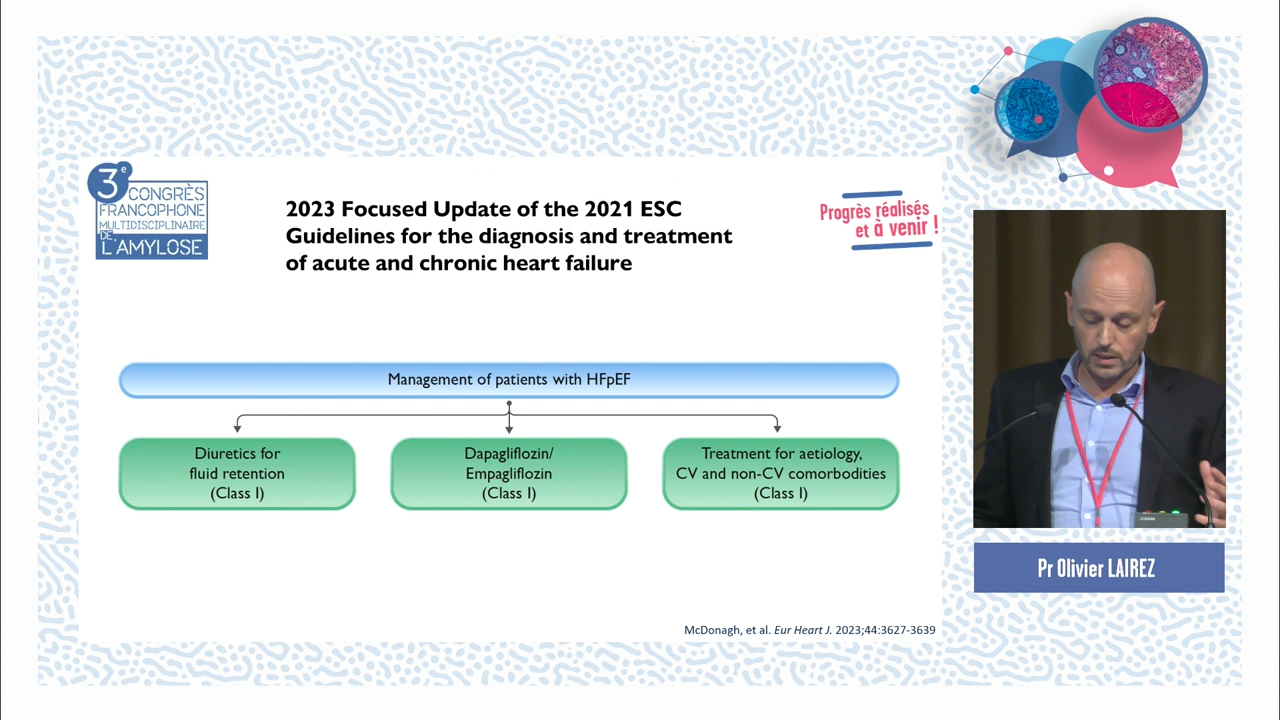 3e
CONGRÈS
FRANCOPHONE
MULTIDISCIPLINAIRE
DE
L'AMYLOSE
2023 Focused Update of the 2021 ESC
Guidelines for the diagnosis and treatment
of acute and chronic heart failure
Progrès réalisés
et à venir !
Management of patients with HFpEF
Diuretics for
fluid retention
(Class I)
Dapagliflozin/
Empagliflozin
(Class I)
Treatment for aetiology,
CV and non-CV comorbodities
(Class I)
McDonagh, et al. Eur Heart J. 2023;44:3627-3639
Pr Olivier LAIREZ